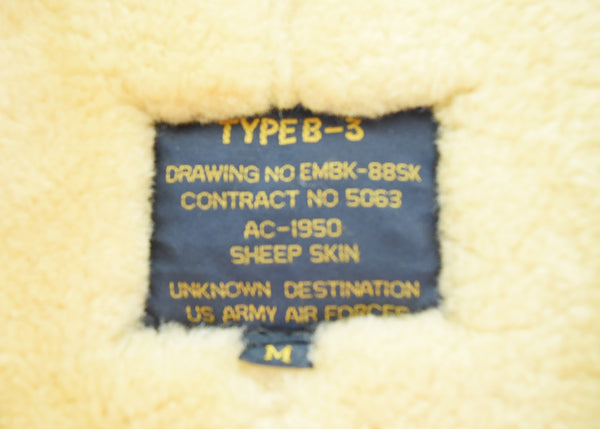 TYPE B-3
DRAWING NO EMBK-88SK
CONTRACT NO 5063
AC-1950
SHEEP SKIN
UNKNOWN DESTINATION
US ARMY AIR FORCES
M